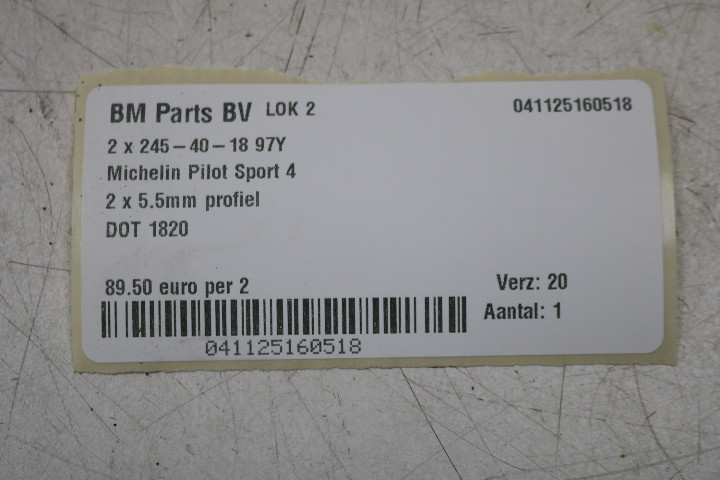 BM Parts BV LOK 2 041125160518
2 x 245-40-18 97Y
Michelin Pilot Sport 4
2 x 5.5mm profiel
DOT 1820
89.50 euro per 2 Verz: 20
Aantal: 1
041125160518